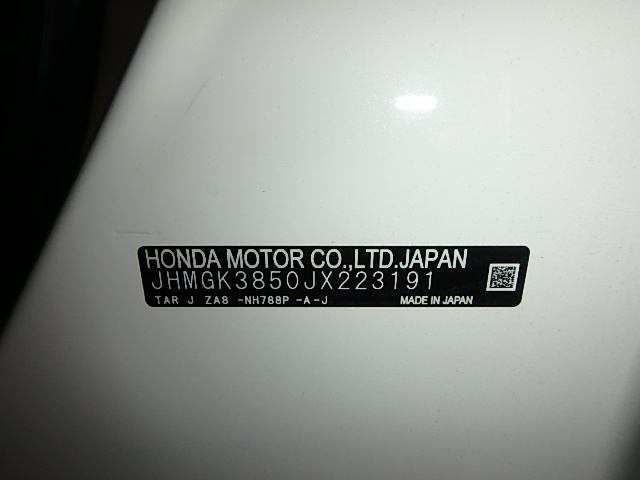 HONDA MOTOR CO.,LTD.JAPAN
JHMGK3850JX223191
TAR J ZA8 -NH788P -A-J MADE IN JAPAN